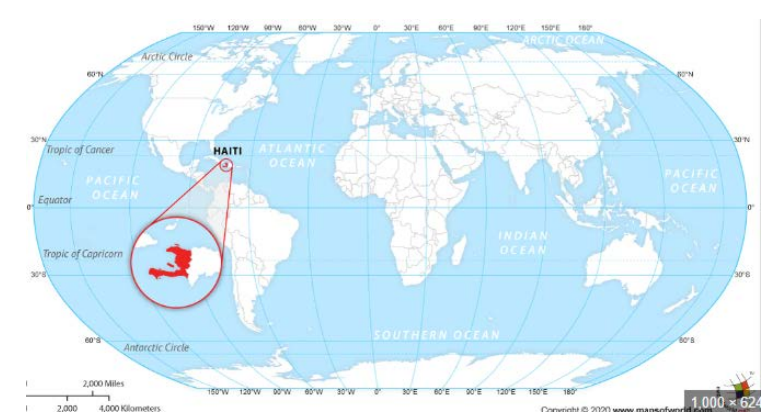 150°W 120°W 90°W 60°W 30°W 0° 30°E 60°E 90°E 120°E 150°E 180°
ARCTIC OCEAN
Arctic Circle
60°N 60°N
30°N 30°N
Tropic of Cancer
HAITI
ATLANTIC
OCEAN
PACIFIC
OCEAN
PACIFIC
OCEAN
Equator
0° 0°
INDIAN
OCEAN
Tropic of Capricorn
30°S 30°S
SOUTHERN OCEAN
60°S 60°S
Antarctic Circle
150°W 120°W 90°W 60°W 30°W 0° 30°E 60°E 90°E 120°E 150°E 180°
2,000 Miles
2,000 4,000 Kilometers
Copyright © 2020 www.mapsofworld.com
1,000 × 624